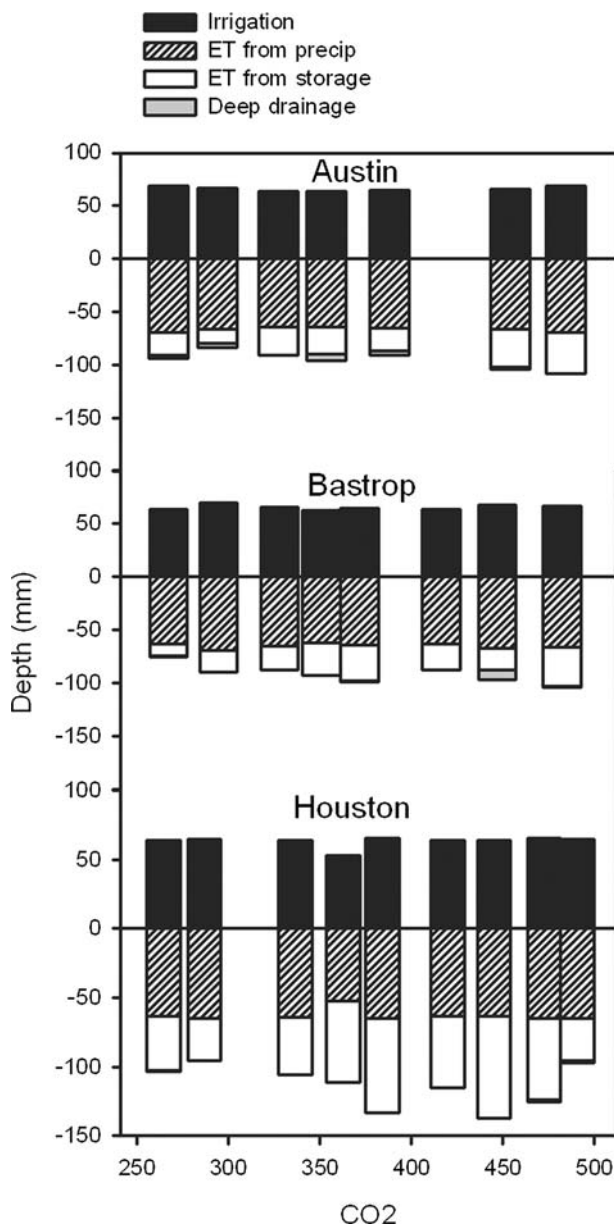 Irrigation
ET from precip
ET from storage
Deep drainage
100
Austin
50
0
-50
-100
-150
100
Bastrop
50
0
-50
-100
-150
Depth (mm)
100
Houston
50
0
-50
-100
-150
250 300 350 400 450 500
CO2